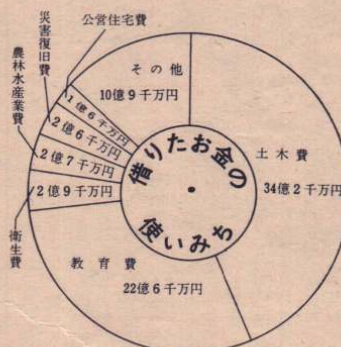 公営住宅費
災害復旧費
農林水産業費
衛生費
その他
10億9千万円
1億6千万円
2億6千万円
2億7千万円
2億9千万円
土木費
34億2千万円
教育費
22億6千万円
借りたお金の
使いみち